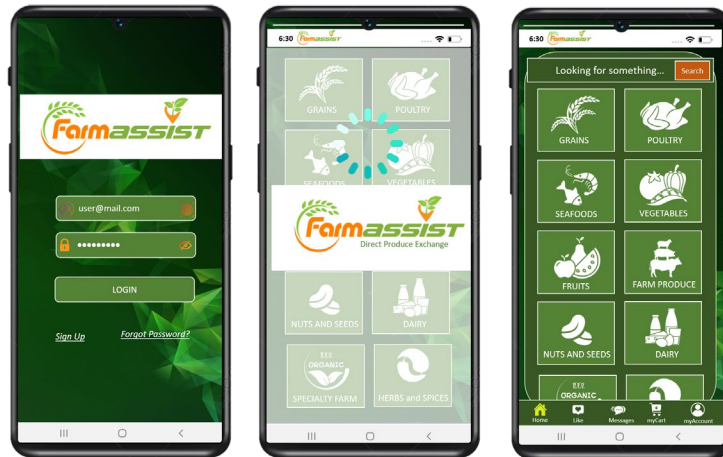 Farmassist
user@mail.com
•••••••••
LOGIN
Sign Up
Forgot Password?
6:30 Farmassist
GRAINS
POULTRY
SEAFOODS
VEGETABLES
Farmassist
Direct Produce Exchange
NUTS AND SEEDS
DAIRY
ORGANIC
SPECIALTY FARM
HERBS and SPICES
6:30 Farmassist
Looking for something...
Search
GRAINS
POULTRY
SEAFOODS
VEGETABLES
FRUITS
FARM PRODUCE
NUTS AND SEEDS
DAIRY
ORGANIC
Home
Like
Messages
myCart
myAccount